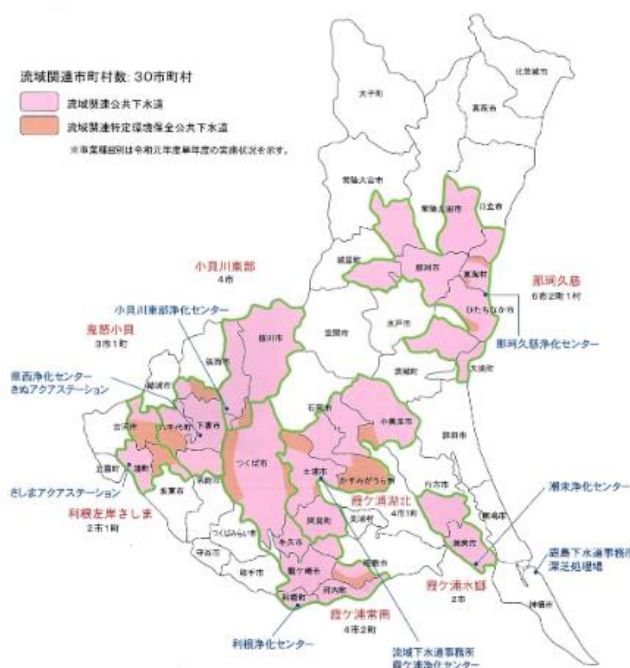 流域関連市町村数: 30市町村
流域関連公共下水道
流域関連特定環境保全公共下水道
※事業種目別は令和元年度単年度の実施状況を示す。
北茨城市
大子町
高萩市
常陸大宮市
常陸太田市
日立市
城里町
那珂市
東海村
那珂久慈
6市2町1村
ひたちなか市
那珂久慈浄化センター
小貝川東部
4市
小貝川東部浄化センター
鬼怒小貝
3市1町
県西浄化センター
きぬアクアステーション
桜川市
筑西市
笠間市
水戸市
大洗町
茨城町
結城市
古河市
八千代町
下妻市
石岡市
小美玉市
鉾田市
五霞町
境町
坂東市
常総市
つくば市
土浦市
かすみがうら市
行方市
さしまアクアステーション
利根左岸さしま
2市1町
霞ケ浦湖北
4市1町
潮来浄化センター
つくばみらい市
阿見町
美浦村
鹿嶋市
守谷市
取手市
牛久市
龍ケ崎市
稲敷市
潮来市
鹿島下水道事務所
深芝処理場
利根町
河内町
霞ケ浦水郷
2市
神栖市
霞ケ浦常南
4市2町
利根浄化センター
流域下水道事務所
霞ケ浦浄化センター